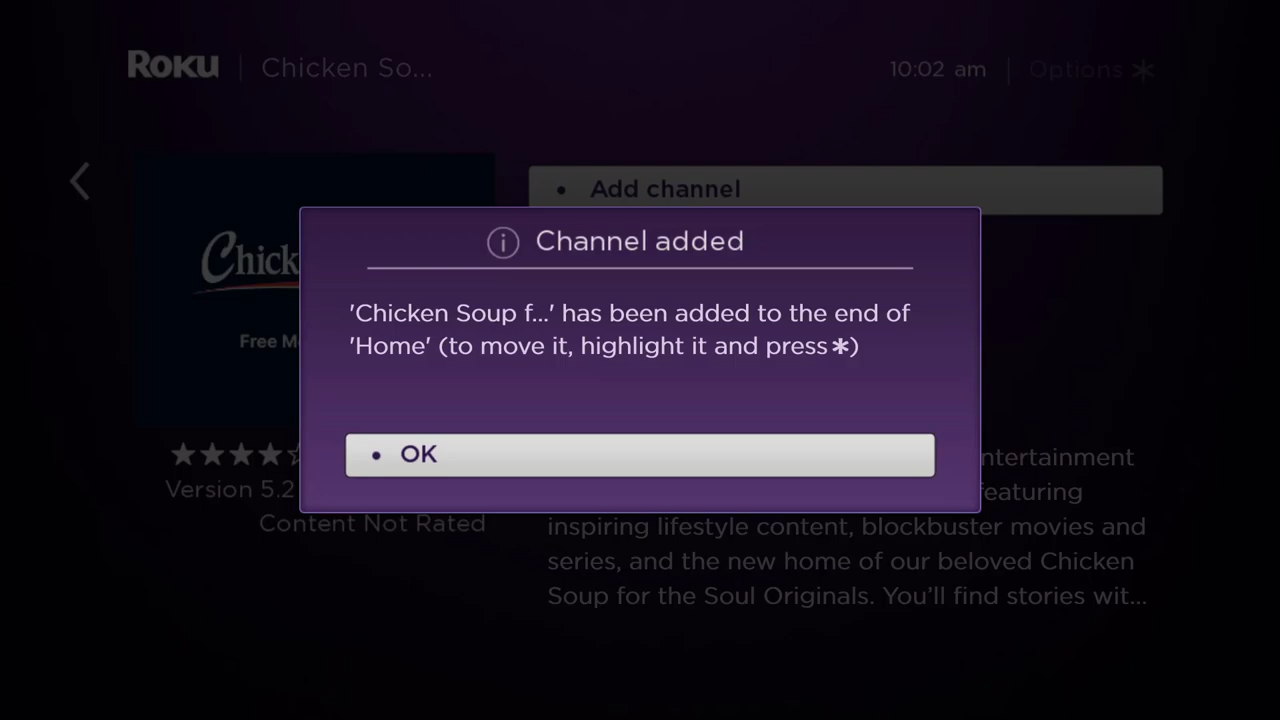 Roku | Chicken So... 10:02 am | Options ✱
• Add channel
Chick
Free M
ⓘ Channel added
'Chicken Soup f...' has been added to the end of
'Home' (to move it, highlight it and press✱)
• OK
★★★★☆
Version 5.2
Content Not Rated
ntertainment
featuring
inspiring lifestyle content, blockbuster movies and
series, and the new home of our beloved Chicken
Soup for the Soul Originals. You’ll find stories wit...